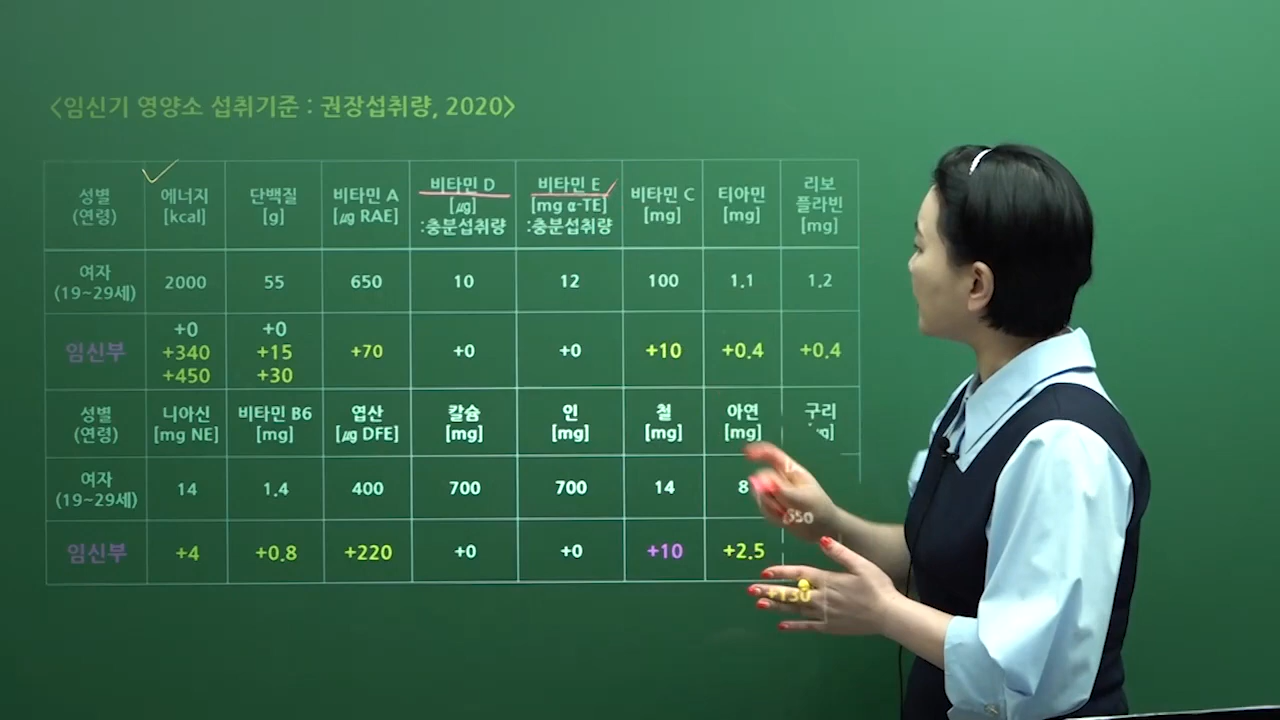 <임신기 영양소 섭취기준 : 권장섭취량, 2020>
성별 (연령) 에너지 [kcal] 단백질 [g] 비타민 A [㎍ RAE] 비타민 D [㎍] :충분섭취량 비타민 E [mg α-TE] :충분섭취량 비타민 C [mg] 티아민 [mg] 리보 플라빈 [mg]
여자 (19~29세) 2000 55 650 10 12 100 1.1 1.2
임신부 +0 +340 +450 +0 +15 +30 +70 +0 +0 +10 +0.4 +0.4
성별 (연령) 니아신 [mg NE] 비타민 B6 [mg] 엽산 [㎍ DFE] 칼슘 [mg] 인 [mg] 철 [mg] 아연 [mg] 구리
여자 (19~29세) 14 1.4 400 700 700 14 8
임신부 +4 +0.8 +220 +0 +0 +10 +2.5 +130